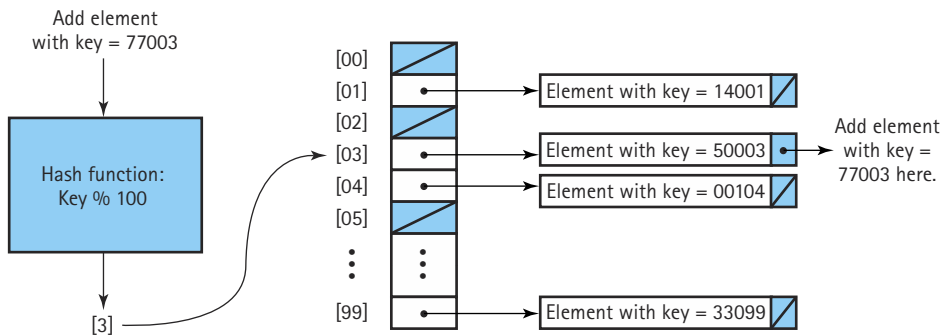 Add element
with key = 77003
Hash function:
Key % 100
[3]
[00]
[01]
[02]
[03]
[04]
[05]
[99]
Element with key = 14001
Element with key = 50003
Element with key = 00104
Element with key = 33099
Add element
with key =
77003 here.